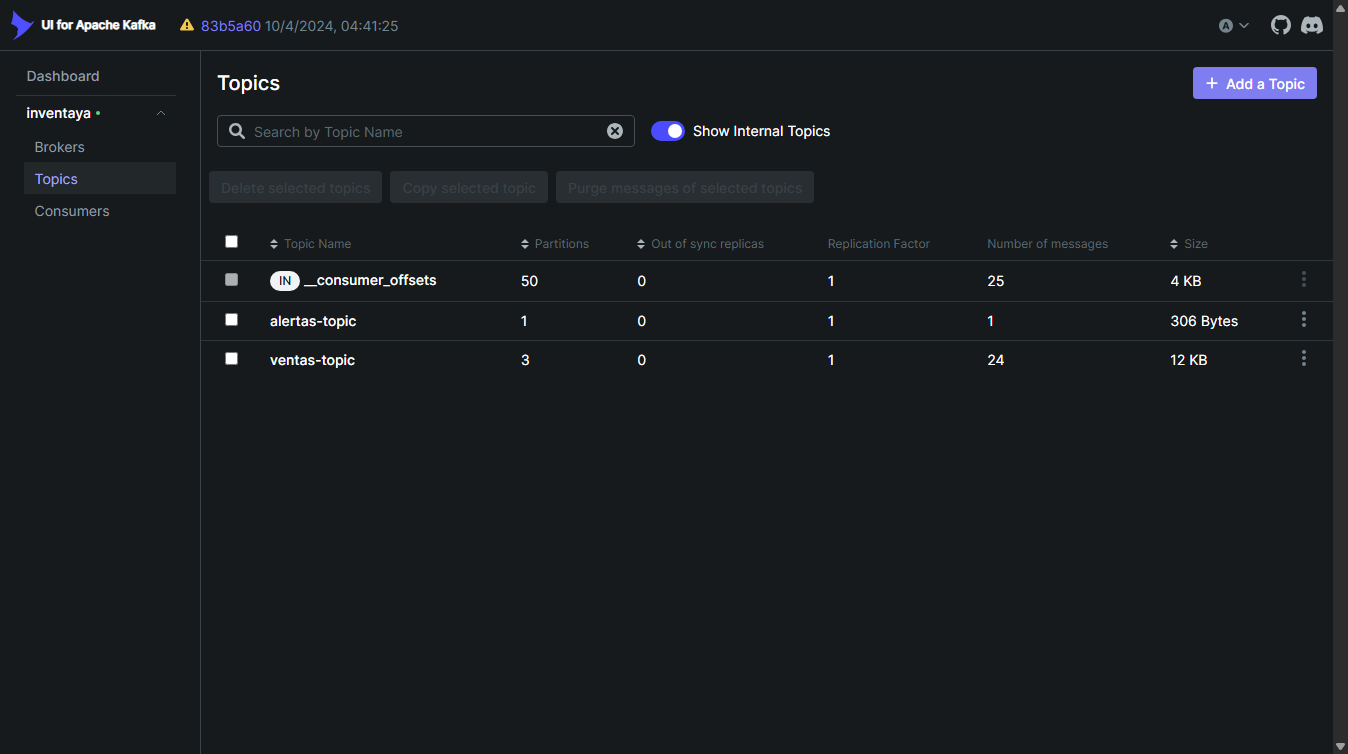 UI for Apache Kafka 83b5a60 10/4/2024, 04:41:25 A
Dashboard
inventaya
Brokers
Topics
Consumers
Topics
+ Add a Topic
Search by Topic Name
Show Internal Topics
Delete selected topics Copy selected topic Purge messages of selected topics
Topic Name Partitions Out of sync replicas Replication Factor Number of messages Size
IN __consumer_offsets 50 0 1 25 4 KB
alertas-topic 1 0 1 1 306 Bytes
ventas-topic 3 0 1 24 12 KB